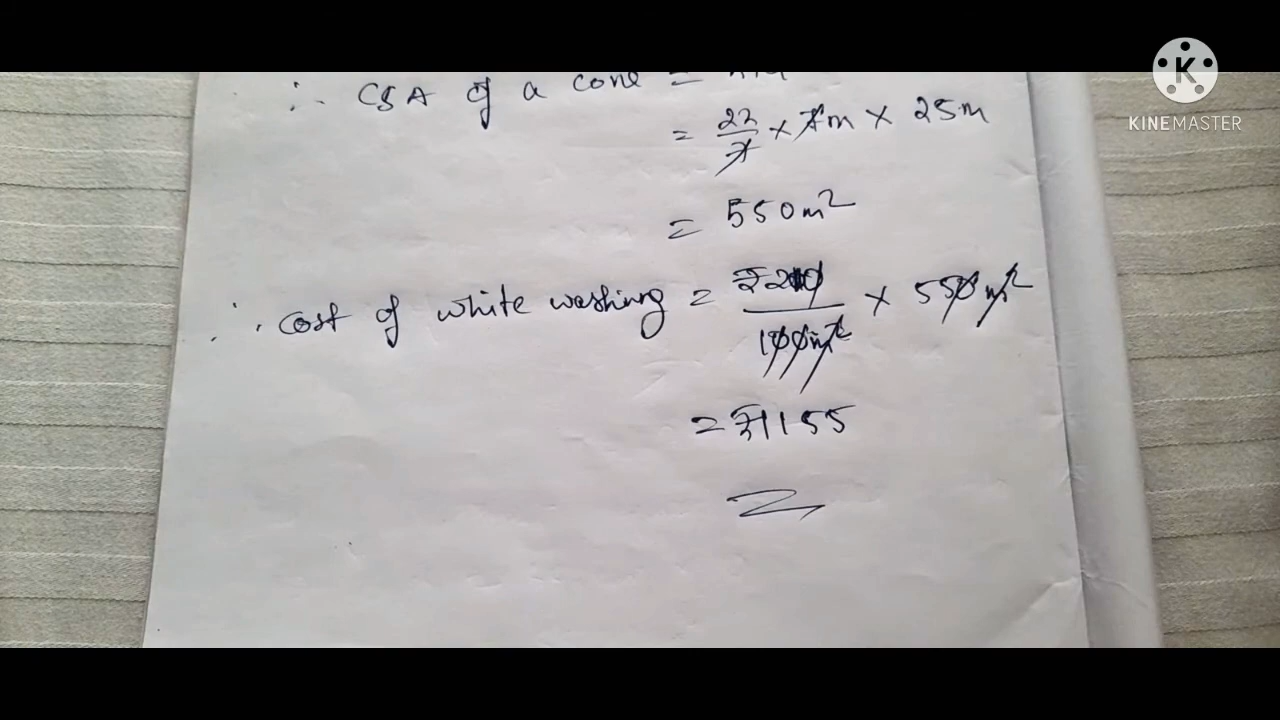 ∴ CSA of a cone =
= 22/7 × 7m × 25m
= 550m²
∴ cost of white washing = ₹210/100m² × 550m²
= ₹1155
KINEMASTER